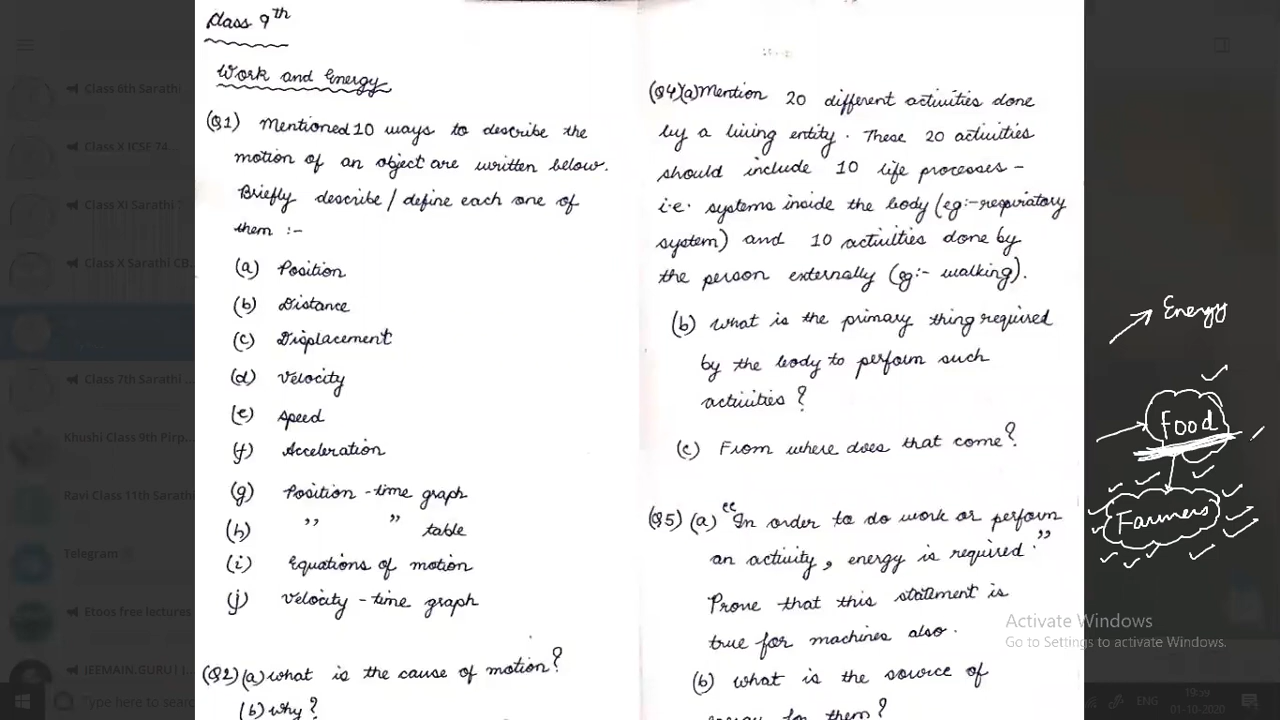 Class 9th
Work and Energy
(Q1) Mentioned 10 ways to describe the
motion of an object are written below.
Briefly describe / define each one of
them :-
(a) Position
(b) Distance
(c) Displacement
(d) Velocity
(e) Speed
(f) Acceleration
(g) Position - time graph
(h) ,, ,, table
(i) Equations of motion
(j) Velocity - time graph
(Q2) (a) What is the cause of motion?
(b) why?
(Q4)(a) Mention 20 different activities done
by a living entity. These 20 activities
should include 10 life processes -
i.e. systems inside the body (eg:- respiratory
system) and 10 activities done by
the person externally (eg:- walking).
(b) What is the primary thing required
by the body to perform such
activities?
(c) From where does that come?
(Q5) (a) "In order to do work or perform
an activity, energy is required."
Prove that this statement is
true for machines also.
(b) What is the source of
energy for them?
Energy
Food
Farmers
Class 6th Sarathi
Class X ICSE 74...
Class XI Sarathi
Class X Sarathi CB...
Class 7th Sarathi ...
Khushi Class 9th Pirp...
Ravi Class 11th Sarathi
Telegram
Etoos free lectures
JEEMAIN.GURU
Type here to searc
Activate Windows
Go to Settings to activate Windows.
ENG
19:59
01-10-2020